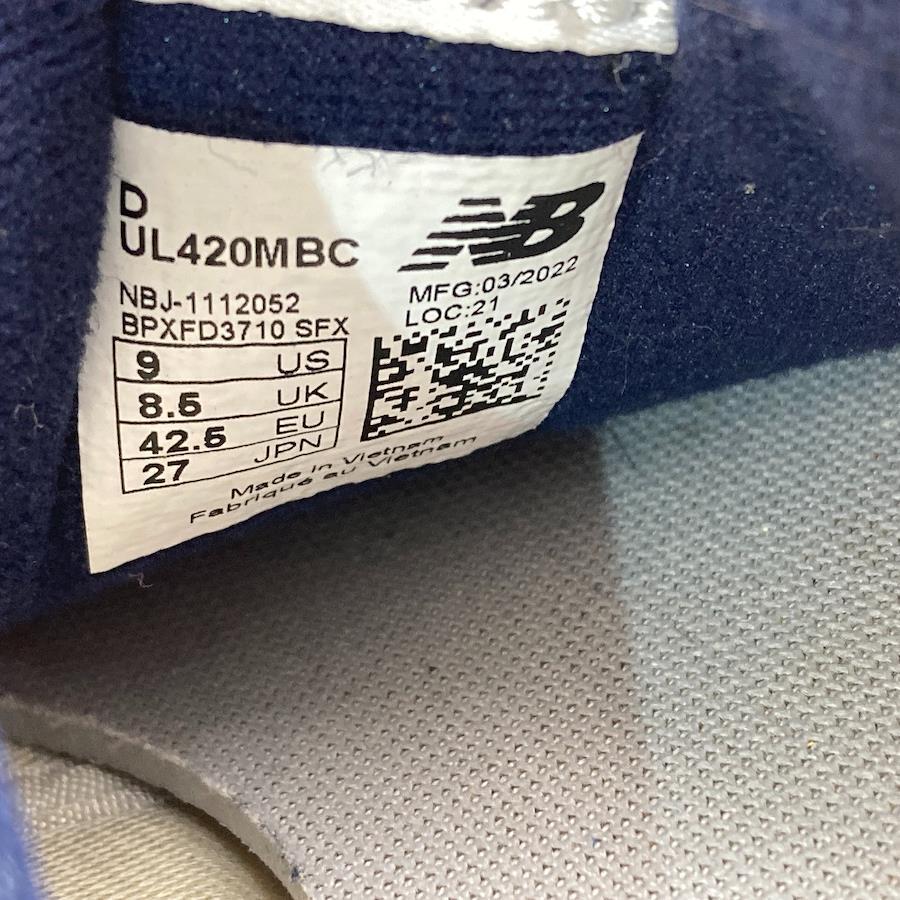 D
UL420MBC
NBJ-1112052
BPXFD3710 SFX
9 US
8.5 UK
42.5 EU
27 JPN
NB
MFG:03/2022
LOC:21
Made in Vietnam
Fabriqué au Vietnam